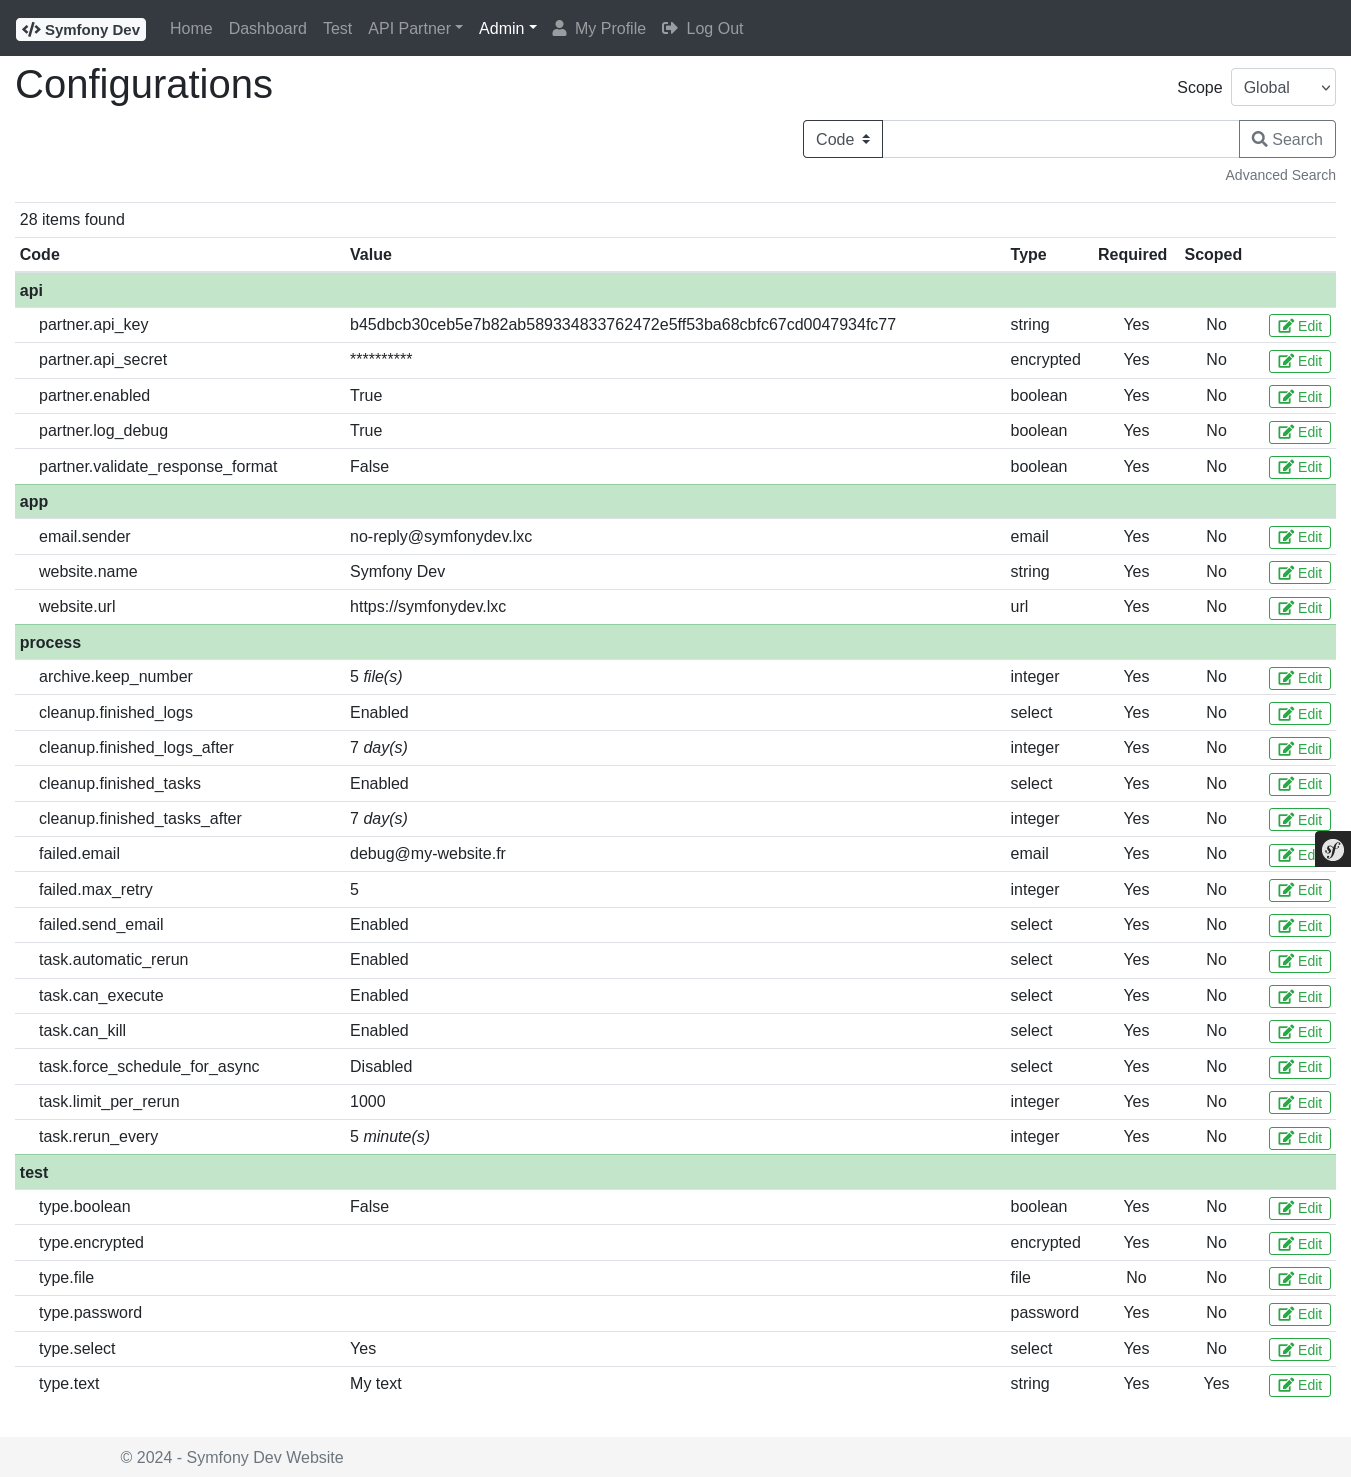 Symfony Dev Home Dashboard Test API Partner Admin My Profile Log Out
Configurations
Scope Global
Code Search
Advanced Search
28 items found
Code Value Type Required Scoped
api
partner.api_key b45dbcb30ceb5e7b82ab589334833762472e5ff53ba68cbfc67cd0047934fc77 string Yes No Edit
partner.api_secret ********** encrypted Yes No Edit
partner.enabled True boolean Yes No Edit
partner.log_debug True boolean Yes No Edit
partner.validate_response_format False boolean Yes No Edit
app
email.sender no-reply@symfonydev.lxc email Yes No Edit
website.name Symfony Dev string Yes No Edit
website.url https://symfonydev.lxc url Yes No Edit
process
archive.keep_number 5 file(s) integer Yes No Edit
cleanup.finished_logs Enabled select Yes No Edit
cleanup.finished_logs_after 7 day(s) integer Yes No Edit
cleanup.finished_tasks Enabled select Yes No Edit
cleanup.finished_tasks_after 7 day(s) integer Yes No Edit
failed.email debug@my-website.fr email Yes No Ed sf
failed.max_retry 5 integer Yes No Edit
failed.send_email Enabled select Yes No Edit
task.automatic_rerun Enabled select Yes No Edit
task.can_execute Enabled select Yes No Edit
task.can_kill Enabled select Yes No Edit
task.force_schedule_for_async Disabled select Yes No Edit
task.limit_per_rerun 1000 integer Yes No Edit
task.rerun_every 5 minute(s) integer Yes No Edit
test
type.boolean False boolean Yes No Edit
type.encrypted encrypted Yes No Edit
type.file file No No Edit
type.password password Yes No Edit
type.select Yes select Yes No Edit
type.text My text string Yes Yes Edit
© 2024 - Symfony Dev Website